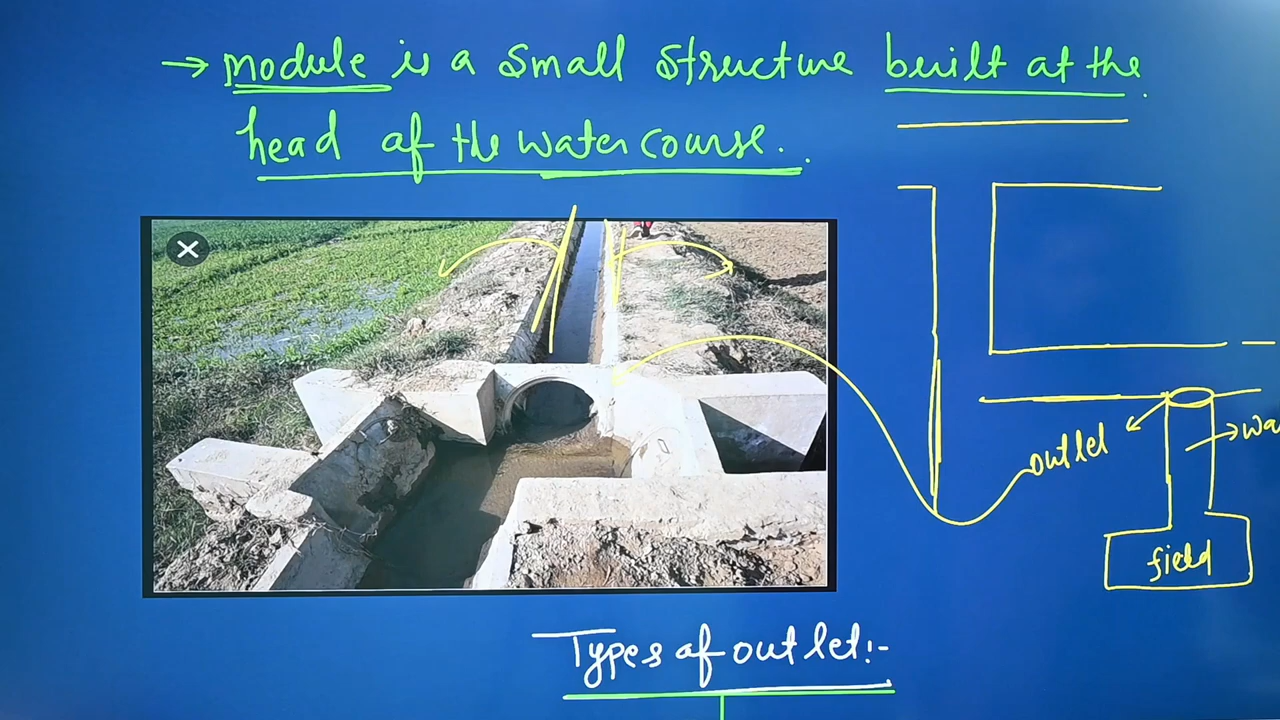 → module is a small structure built at the
head of the water course.
outlet
field
Types of outlet:-